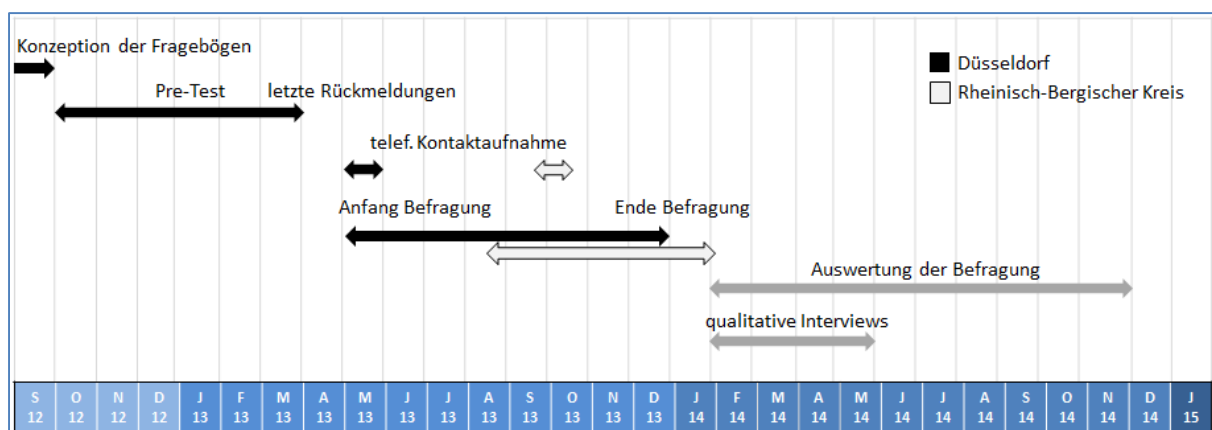 Konzeption der Fragebögen
Düsseldorf
Pre-Test letzte Rückmeldungen
Rheinisch-Bergischer Kreis
telef. Kontaktaufnahme
Anfang Befragung Ende Befragung
Auswertung der Befragung
qualitative Interviews
S O N D J F M A M J J A S O N D J F M A M J J A S O N D J
12 12 12 12 13 13 13 13 13 13 13 13 13 13 13 13 14 14 14 14 14 14 14 14 14 14 14 14 15